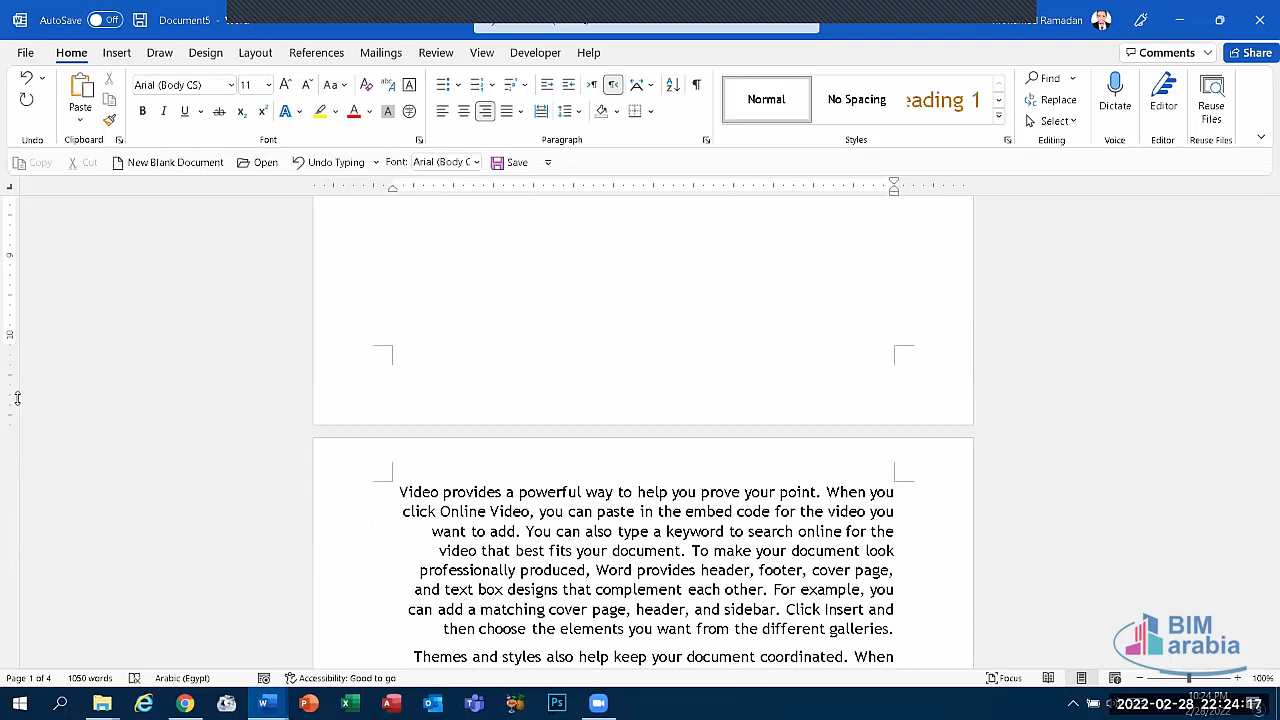 AutoSave Off Document5 -
Ramadan
File Home Insert Draw Design Layout References Mailings Review View Developer Help Comments Share
Paste
Arial (Body CS) 11 Aa
B I U
Normal No Spacing eading 1
Find
Replace
Select
Dictate Editor Reuse Files
Undo Clipboard Font Paragraph Styles Editing Voice Editor Reuse Files
Copy Cut New Blank Document Open Undo Typing Font: Arial (Body C Save
9
10
Video provides a powerful way to help you prove your point. When you
click Online Video, you can paste in the embed code for the video you
want to add. You can also type a keyword to search online for the
video that best fits your document. To make your document look
professionally produced, Word provides header, footer, cover page,
and text box designs that complement each other. For example, you
can add a matching cover page, header, and sidebar. Click Insert and
then choose the elements you want from the different galleries.
Themes and styles also help keep your document coordinated. When
BIM
arabia
Page 1 of 4 1050 words Arabic (Egypt) Accessibility: Good to go Focus 100%
10:24 PM
2022-02-28 22:24:17